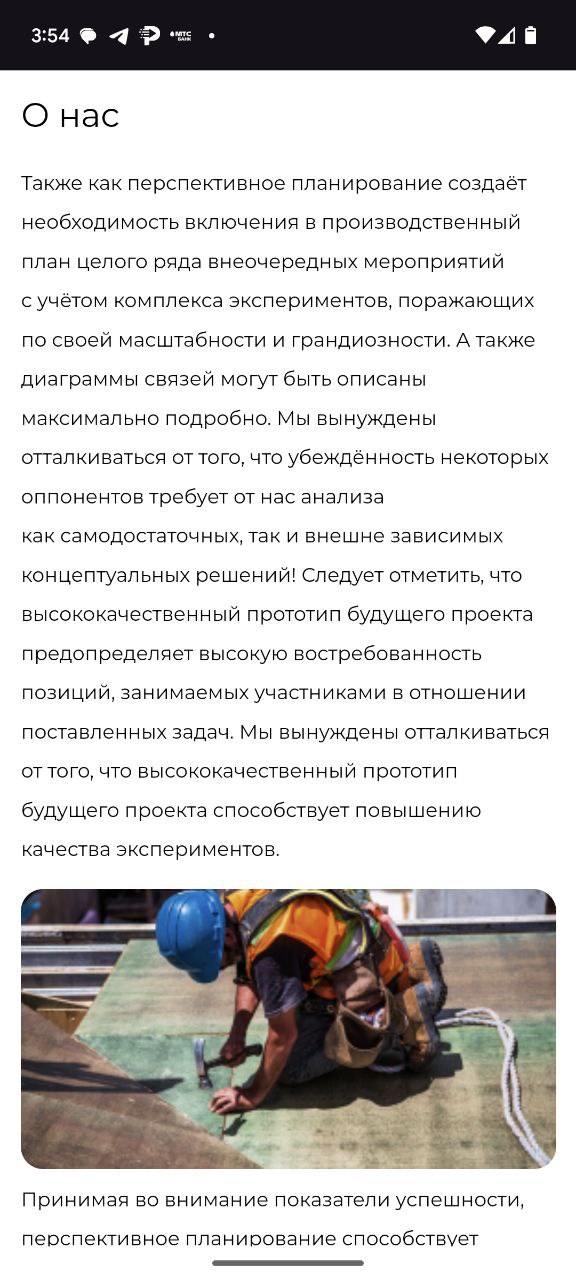 3:54
МТС
БАНК
О нас
Также как перспективное планирование создаёт
необходимость включения в производственный
план целого ряда внеочередных мероприятий
с учётом комплекса экспериментов, поражающих
по своей масштабности и грандиозности. А также
диаграммы связей могут быть описаны
максимально подробно. Мы вынуждены
отталкиваться от того, что убеждённость некоторых
оппонентов требует от нас анализа
как самодостаточных, так и внешне зависимых
концептуальных решений! Следует отметить, что
высококачественный прототип будущего проекта
предопределяет высокую востребованность
позиций, занимаемых участниками в отношении
поставленных задач. Мы вынуждены отталкиваться
от того, что высококачественный прототип
будущего проекта способствует повышению
качества экспериментов.
Принимая во внимание показатели успешности,
перспективное планирование способствует